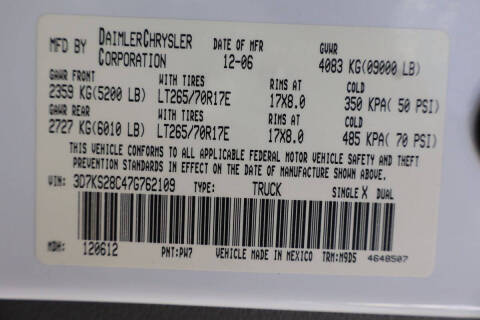 MFD BY DAIMLERCHRYSLER CORPORATION DATE OF MFR 12-06 GVWR 4083 KG(09000 LB)
GAWR FRONT WITH TIRES RIMS AT COLD
2359 KG(5200 LB) LT265/70R17E 17X8.0 350 KPA( 50 PSI)
GAWR REAR WITH TIRES RIMS AT COLD
2727 KG(6010 LB) LT265/70R17E 17X8.0 485 KPA( 70 PSI)
THIS VEHICLE CONFORMS TO ALL APPLICABLE FEDERAL MOTOR VEHICLE SAFETY AND THEFT
PREVENTION STANDARDS IN EFFECT ON THE DATE OF MANUFACTURE SHOWN ABOVE.
VIN: 3D7KS28C47G762109 TYPE: TRUCK SINGLE X DUAL
MDH: 120612 PNT:PW7 VEHICLE MADE IN MEXICO TRM:M9D5 4648507